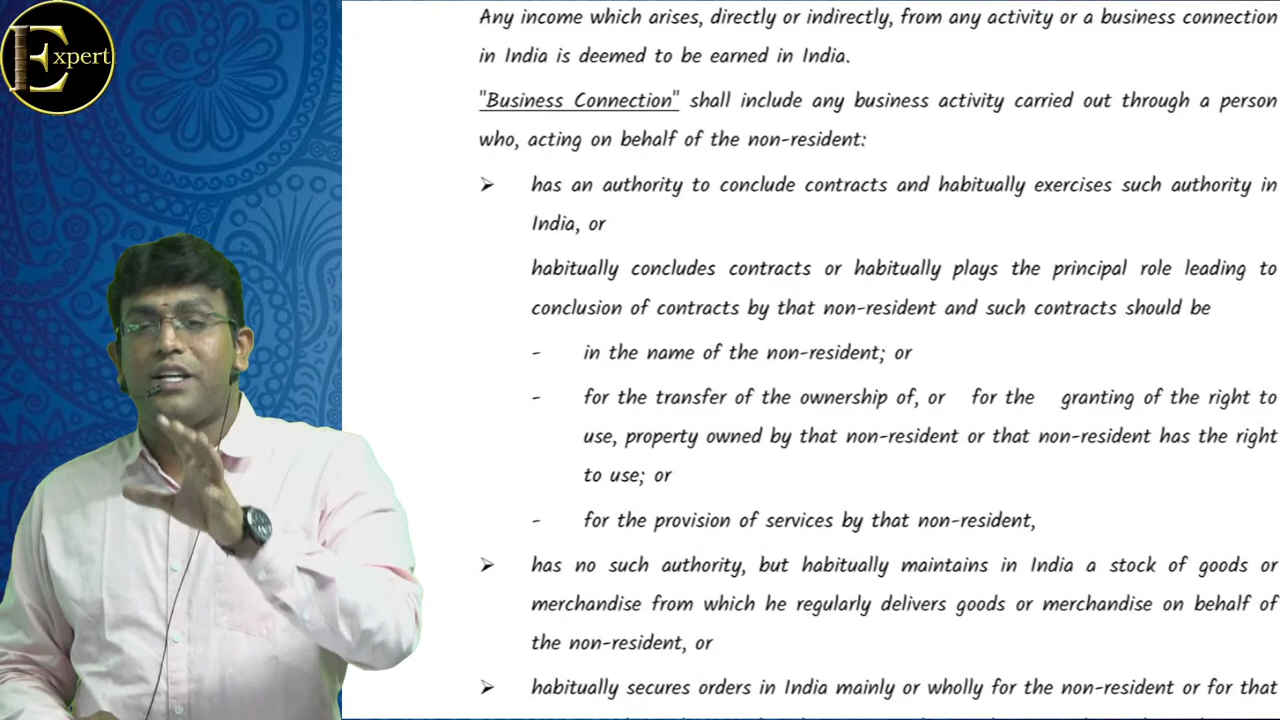 Expert
Any income which arises, directly or indirectly, from any activity or a business connection
in India is deemed to be earned in India.
"Business Connection" shall include any business activity carried out through a person
who, acting on behalf of the non-resident:
➢ has an authority to conclude contracts and habitually exercises such authority in
India, or
habitually concludes contracts or habitually plays the principal role leading to
conclusion of contracts by that non-resident and such contracts should be
- in the name of the non-resident; or
- for the transfer of the ownership of, or for the granting of the right to
use, property owned by that non-resident or that non-resident has the right
to use; or
- for the provision of services by that non-resident,
➢ has no such authority, but habitually maintains in India a stock of goods or
merchandise from which he regularly delivers goods or merchandise on behalf of
the non-resident, or
➢ habitually secures orders in India mainly or wholly for the non-resident or for that